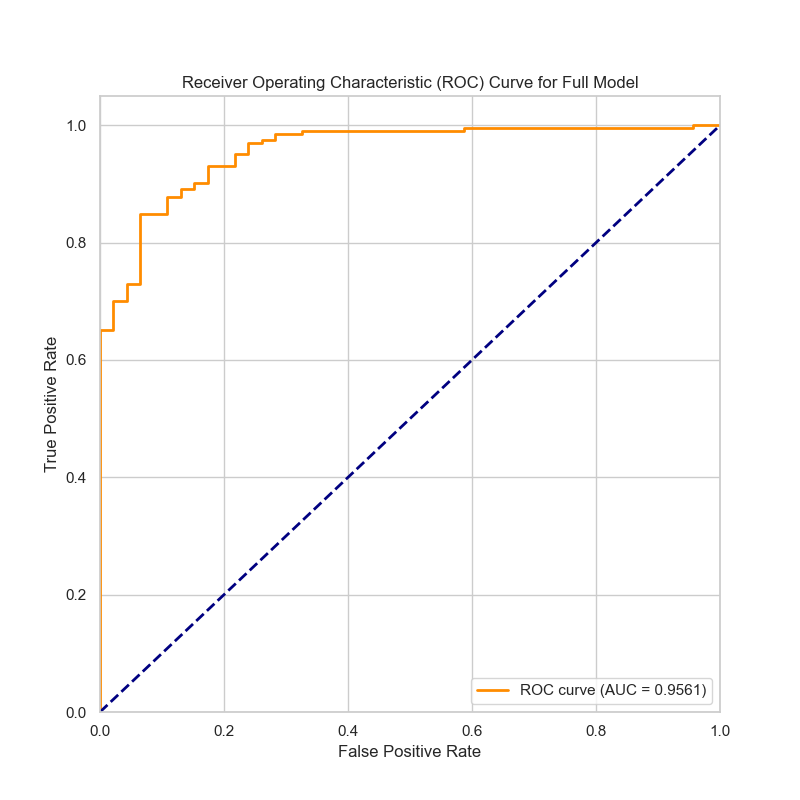 Receiver Operating Characteristic (ROC) Curve for Full Model
True Positive Rate
1.0
0.8
0.6
0.4
0.2
0.0
ROC curve (AUC = 0.9561)
0.0 0.2 0.4 0.6 0.8 1.0
False Positive Rate